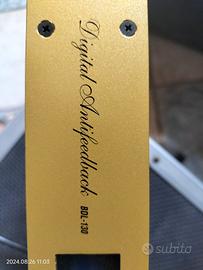 Digital Antifeedback
BDL-130
2024.08.26 11:03
subito